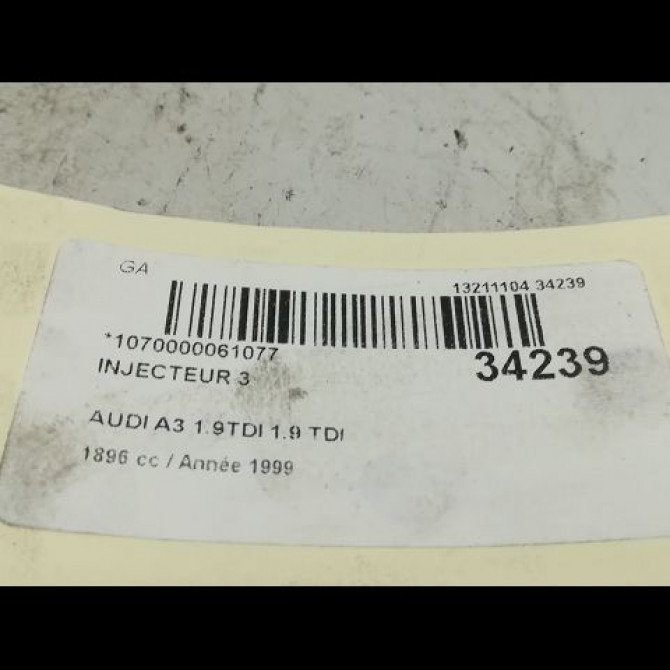 GA
13211104 34239
*1070000061077
34239
INJECTEUR 3
AUDI A3 1.9TDI 1.9 TDI
1896 cc / Année 1999